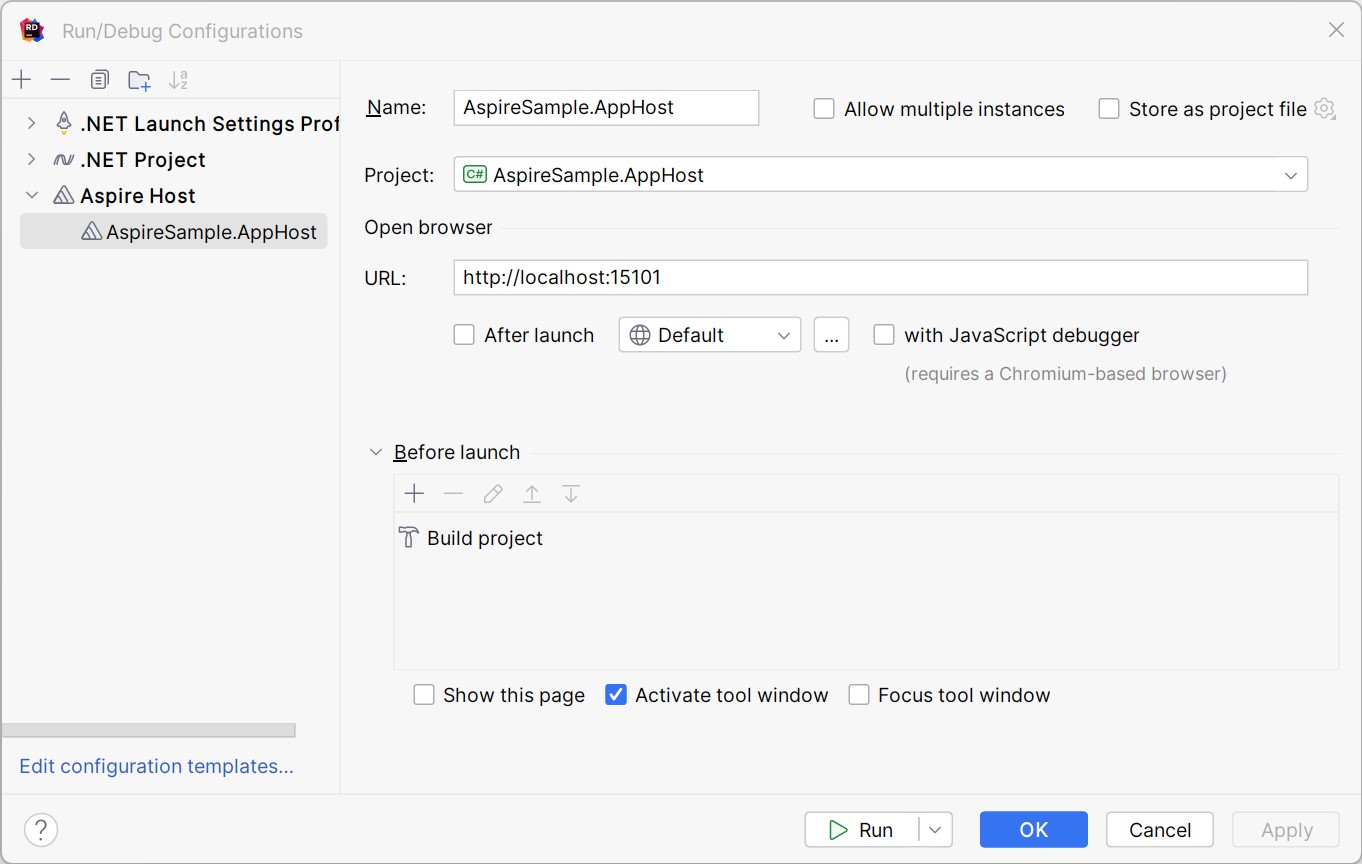 RD
Run/Debug Configurations
.NET Launch Settings Prof
.NET Project
Aspire Host
AspireSample.AppHost
Edit configuration templates...
Name: AspireSample.AppHost Allow multiple instances Store as project file
Project: C# AspireSample.AppHost
Open browser
URL: http://localhost:15101
After launch Default ... with JavaScript debugger
(requires a Chromium-based browser)
Before launch
Build project
Show this page Activate tool window Focus tool window
? Run OK Cancel Apply